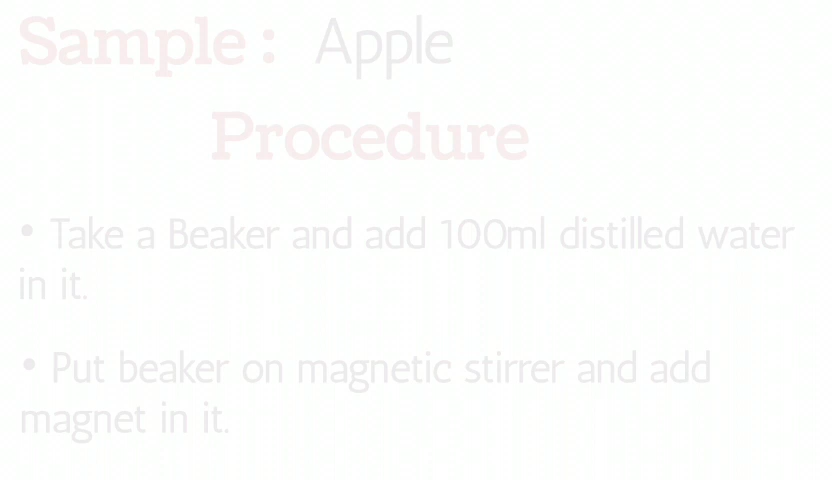 Sample : Apple
Procedure
• Take a Beaker and add 100ml distilled water
in it.
• Put beaker on magnetic stirrer and add
magnet in it.